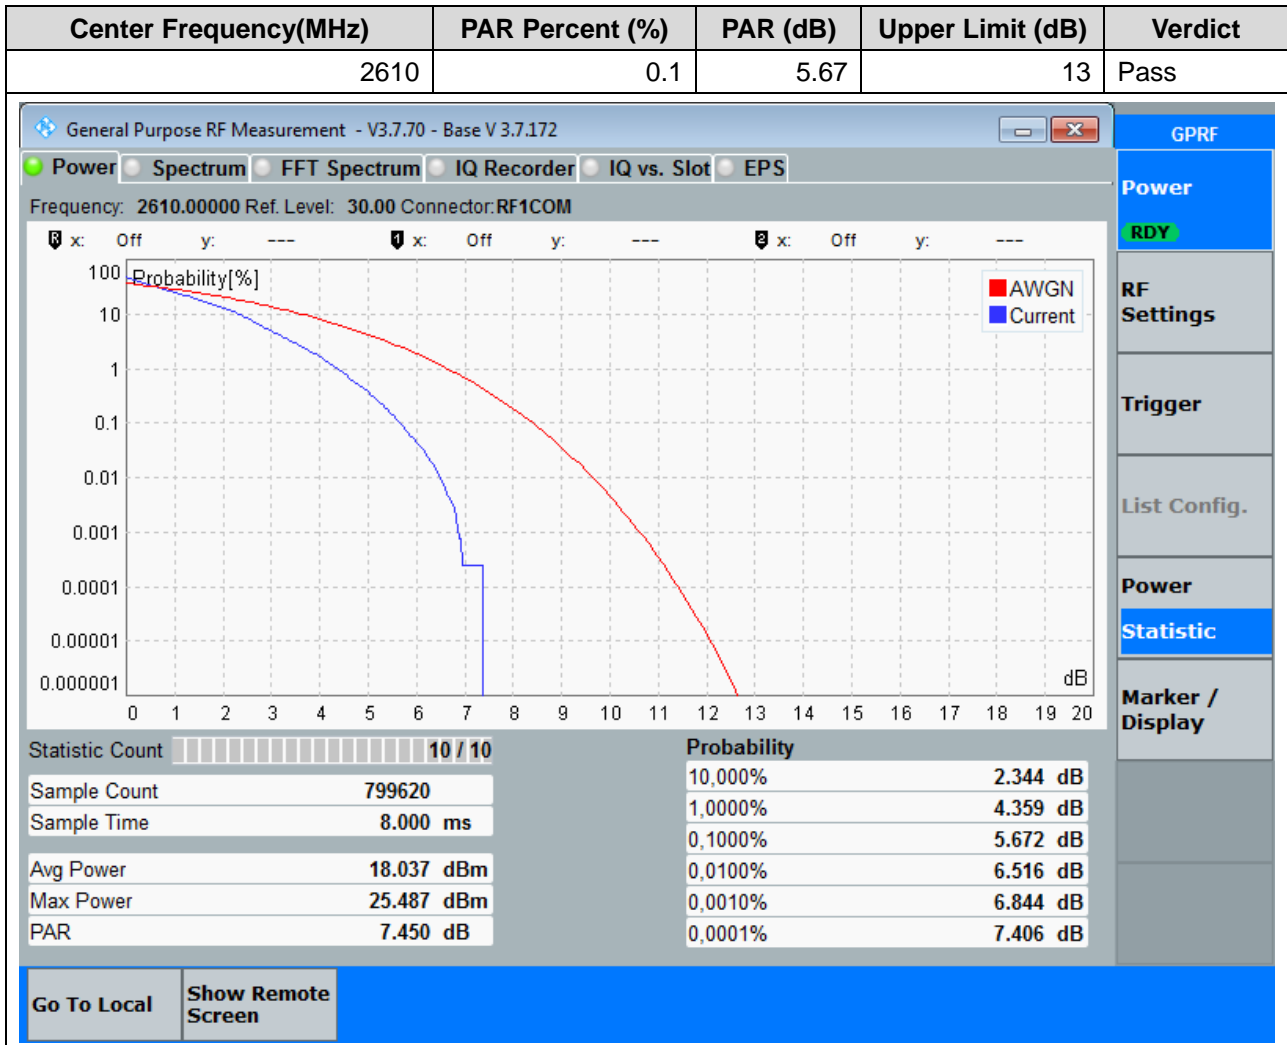 Center Frequency(MHz) PAR Percent (%) PAR (dB) Upper Limit (dB) Verdict
2610 0.1 5.67 13 Pass
General Purpose RF Measurement - V3.7.70 - Base V 3.7.172
GPRF
Power Spectrum FFT Spectrum IQ Recorder IQ vs. Slot EPS
Power
RDY
Frequency: 2610.00000 Ref. Level: 30.00 Connector:RF1COM
R x: Off y: --- 1 x: Off y: --- 2 x: Off y: ---
Probability[%]
AWGN
Current
100
10
1
0.1
0.01
0.001
0.0001
0.00001
0.000001
dB
0 1 2 3 4 5 6 7 8 9 10 11 12 13 14 15 16 17 18 19 20
RF
Settings
Trigger
List Config.
Power
Statistic
Marker /
Display
Statistic Count 10 / 10
Sample Count 799620
Sample Time 8.000 ms
Avg Power 18.037 dBm
Max Power 25.487 dBm
PAR 7.450 dB
Probability
10,000% 2.344 dB
1,0000% 4.359 dB
0,1000% 5.672 dB
0,0100% 6.516 dB
0,0010% 6.844 dB
0,0001% 7.406 dB
Go To Local
Show Remote
Screen